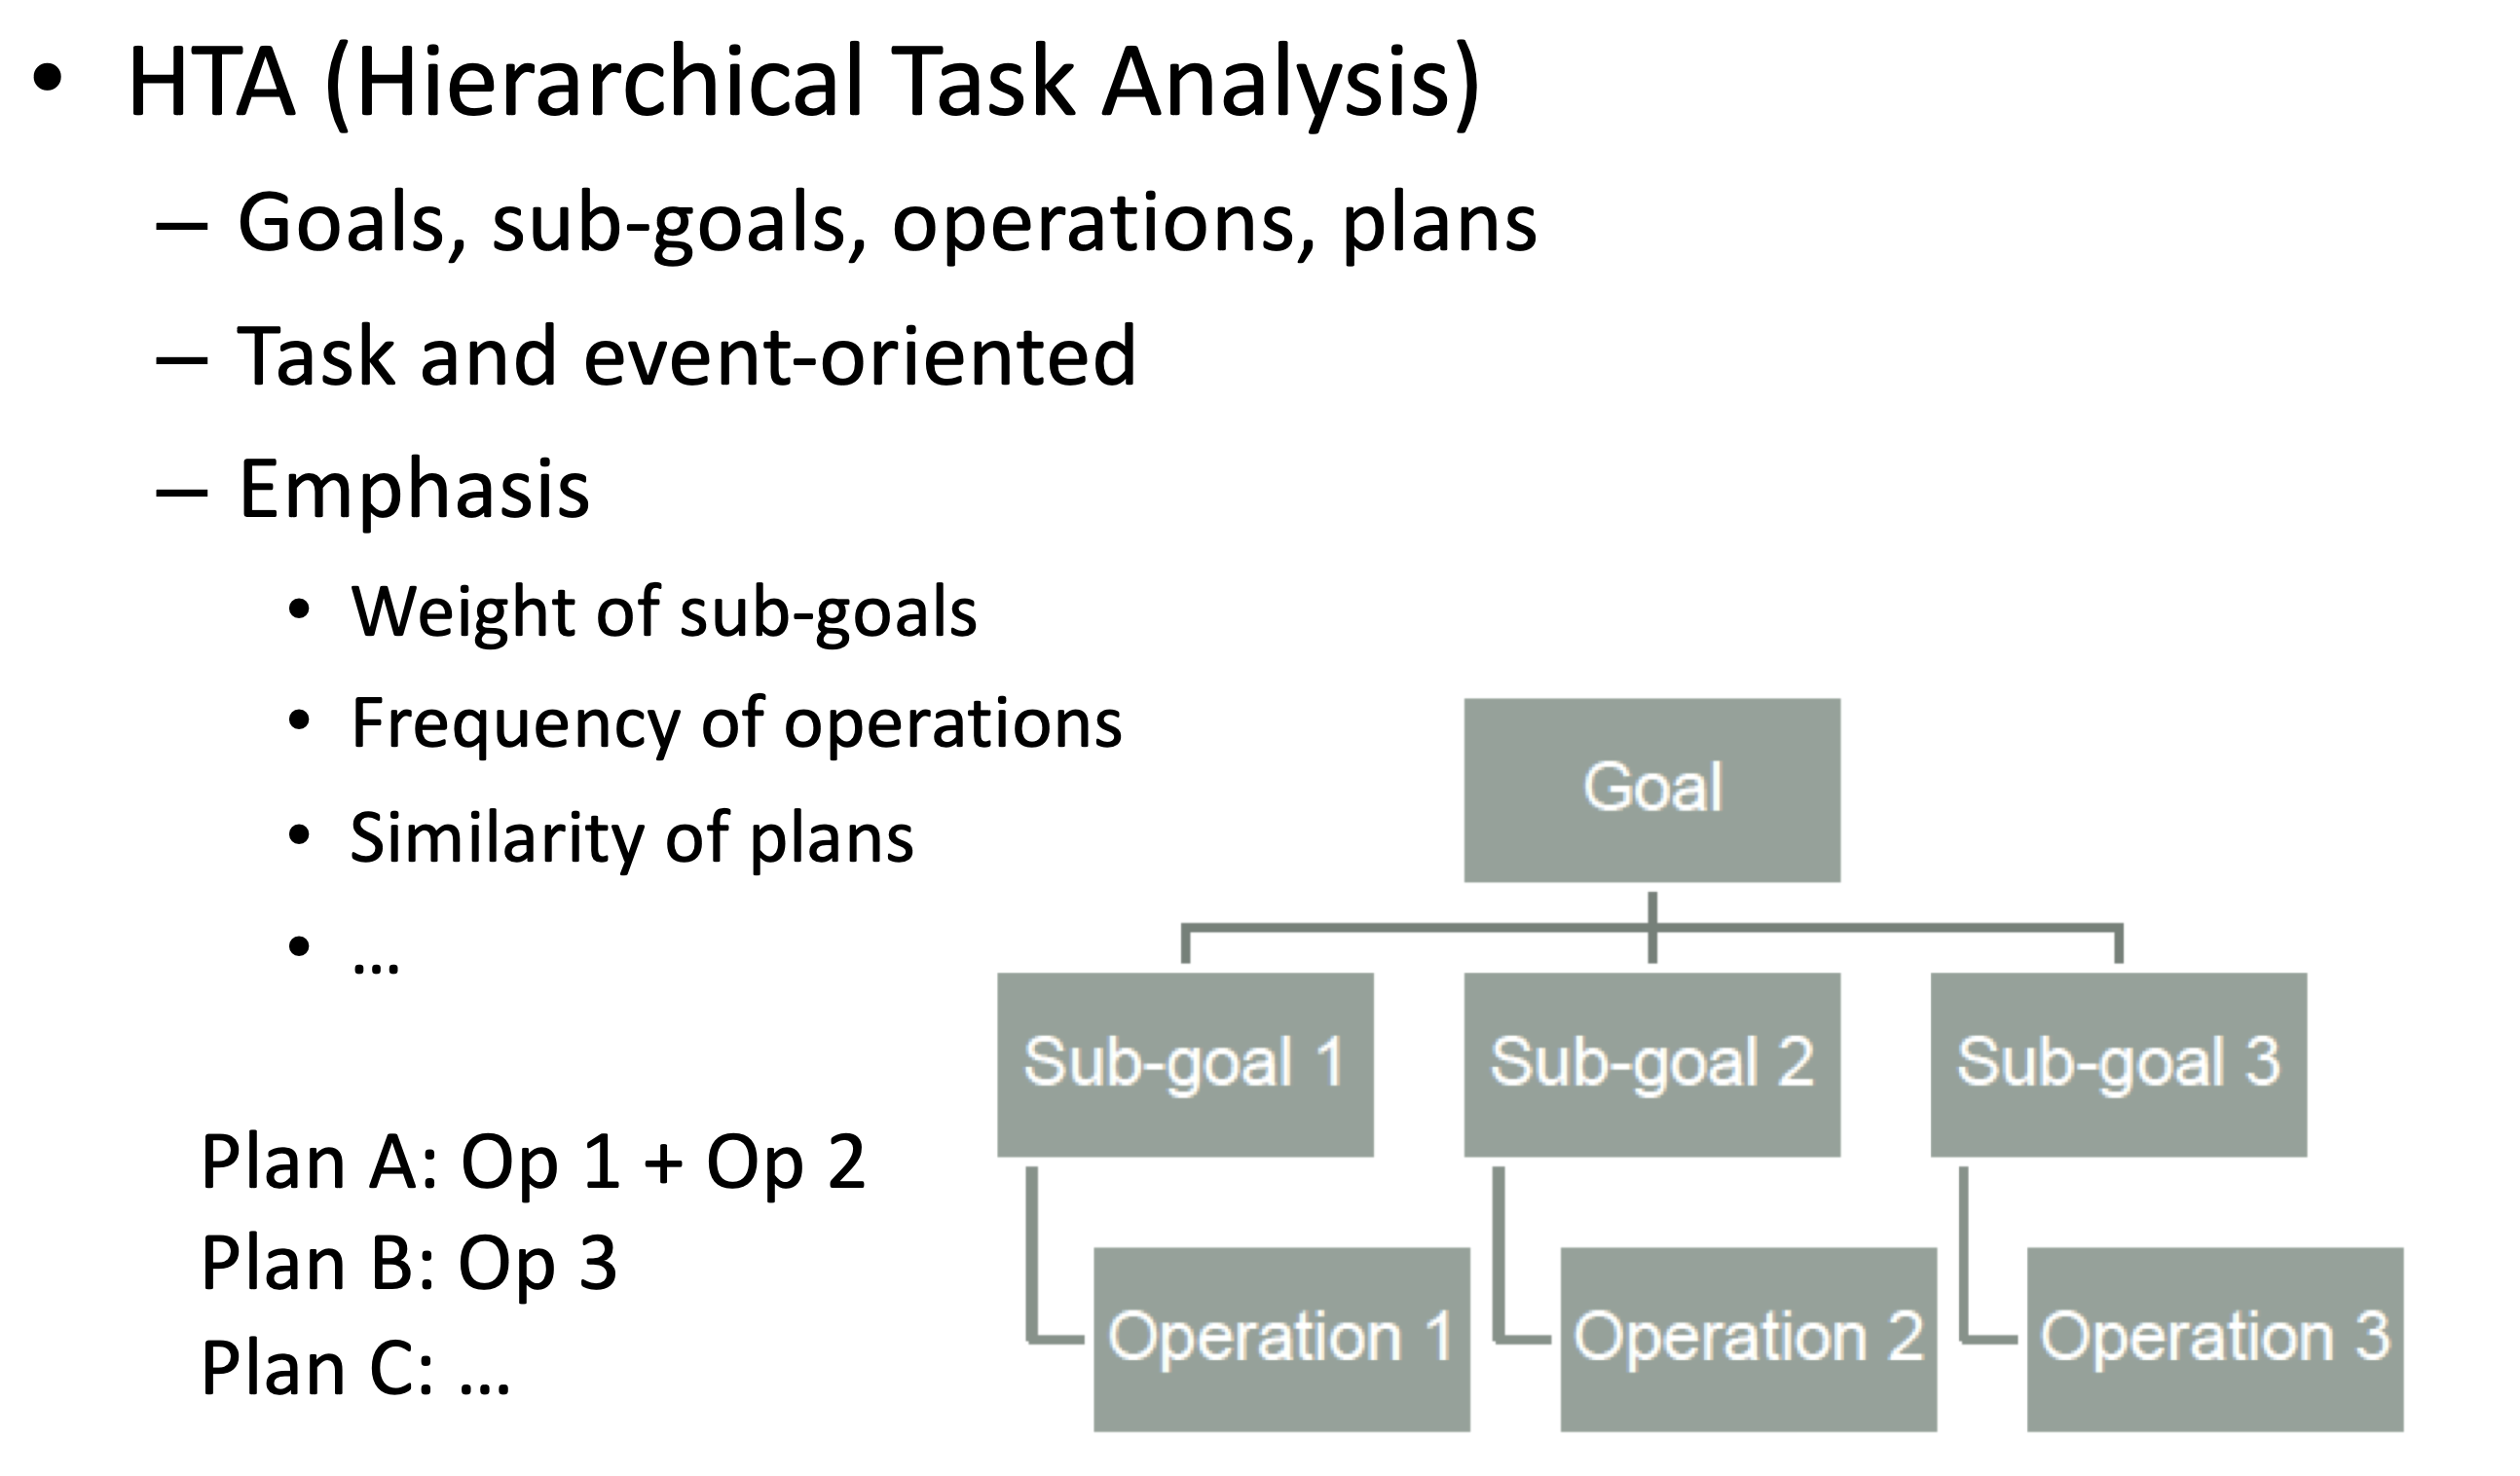 • HTA (Hierarchical Task Analysis)
– Goals, sub-goals, operations, plans
– Task and event-oriented
– Emphasis
• Weight of sub-goals
• Frequency of operations
• Similarity of plans
• ...
Plan A: Op 1 + Op 2
Plan B: Op 3
Plan C: ...
Goal
Sub-goal 1
Sub-goal 2
Sub-goal 3
Operation 1
Operation 2
Operation 3